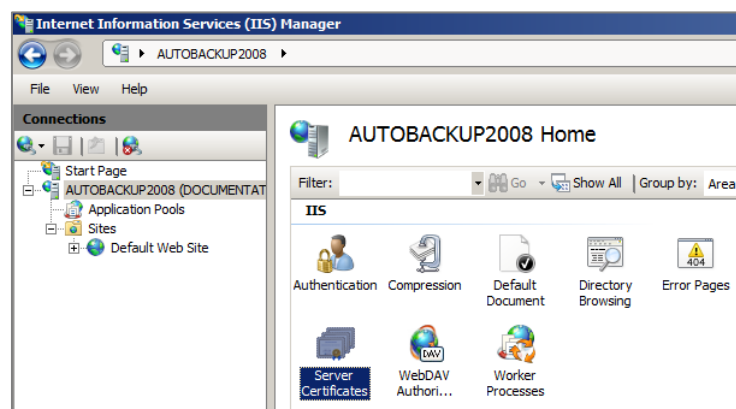 Internet Information Services (IIS) Manager
AUTOBACKUP2008
File View Help
Connections
Start Page
AUTOBACKUP2008 (DOCUMENTAT
Application Pools
Sites
Default Web Site
AUTOBACKUP2008 Home
Filter: Go Show All Group by: Area
IIS
Authentication Compression Default Document Directory Browsing Error Pages
404
Server Certificates WebDAV Authori... Worker Processes
DAV